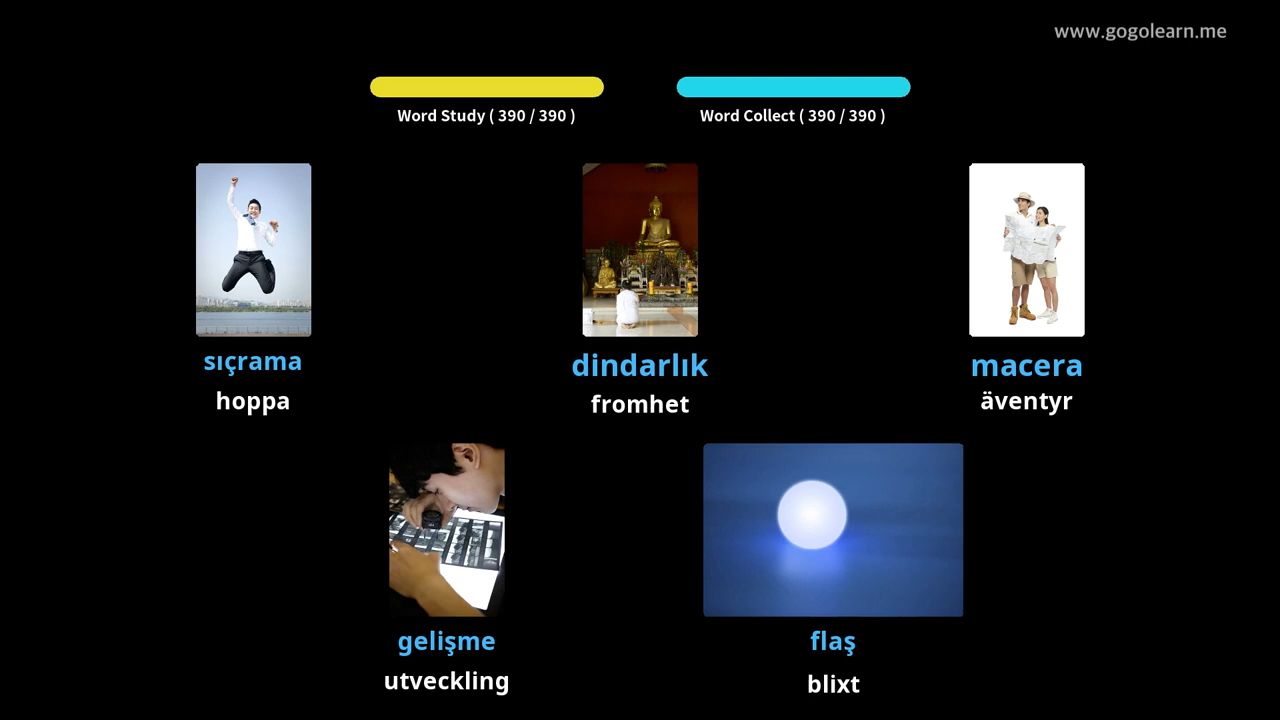 www.gogolearn.me
Word Study ( 390 / 390 )
Word Collect ( 390 / 390 )
sıçrama
hoppa
dindarlık
fromhet
macera
äventyr
gelişme
utveckling
flaş
blixt